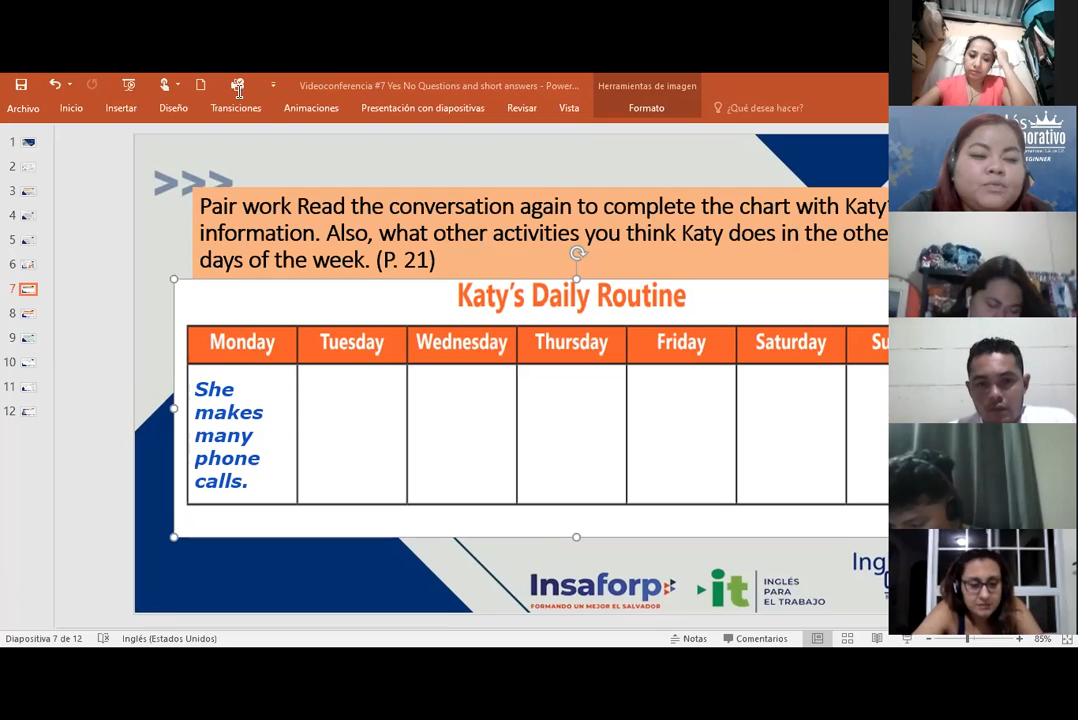 Videoconferencia #7 Yes No Questions and short answers - Power...
Herramientas de imagen
Archivo
Inicio
Insertar
Diseño
Transiciones
Animaciones
Presentación con diapositivas
Revisar
Vista
Formato
¿Qué desea hacer?
1
2
3
4
5
6
7
8
9
10
11
12
>>>
Pair work Read the conversation again to complete the chart with Katy'
information. Also, what other activities you think Katy does in the othe
days of the week. (P. 21)
Katy's Daily Routine
Monday Tuesday Wednesday Thursday Friday Saturday Su
She
makes
many
phone
calls.
Insaforp
FORMANDO UN MEJOR EL SALVADOR
it
INGLÉS
PARA
EL TRABAJO
Ing
Diapositiva 7 de 12
Inglés (Estados Unidos)
Notas
Comentarios
85%